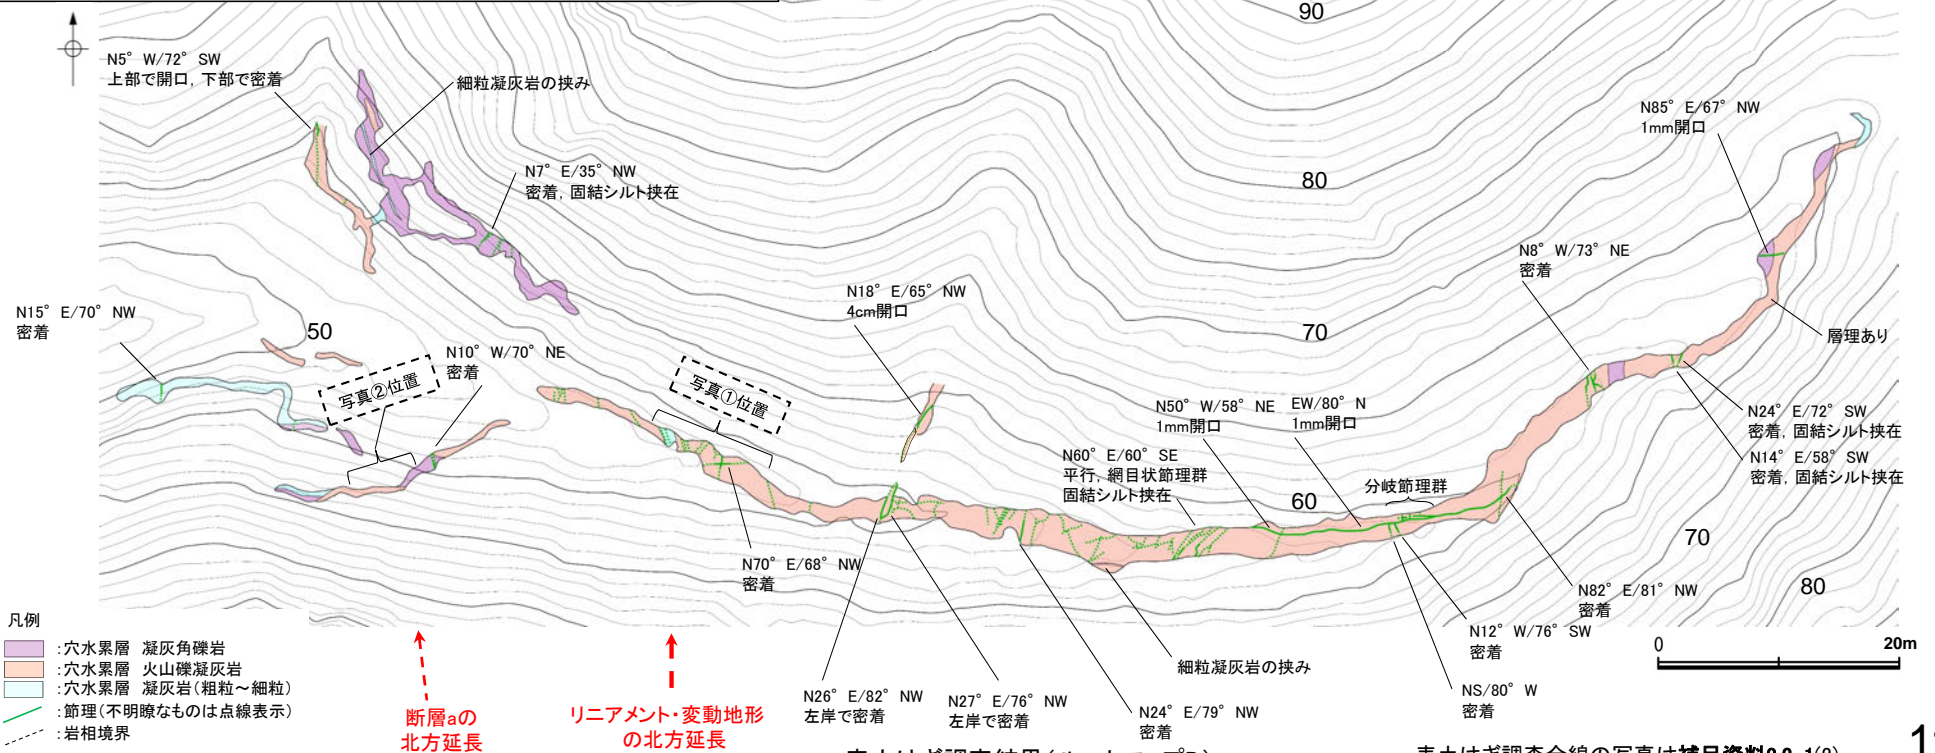 90
N5° W/72° SW
上部で開口，下部で密着
細粒凝灰岩の挟み
N85° E/67° NW
1mm開口
N7° E/35° NW
密着，固結シルト挟在
80
N8° W/73° NE
密着
N15° E/70° NW
密着
50
N18° E/65° NW
4cm開口
70
層理あり
N10° W/70° NE
密着
写真②位置
写真①位置
N50° W/58° NE
1mm開口
EW/80° N
1mm開口
N24° E/72° SW
密着，固結シルト挟在
N60° E/60° SE
平行，網目状節理群
固結シルト挟在
N14° E/58° SW
密着，固結シルト挟在
分岐節理群
60
70
N70° E/68° NW
密着
N82° E/81° NW
密着
80
凡例
：穴水累層 凝灰角礫岩
：穴水累層 火山礫凝灰岩
：穴水累層 凝灰岩（粗粒～細粒）
：節理（不明瞭なものは点線表示）
：岩相境界
N12° W/76° SW
密着
0 20m
細粒凝灰岩の挟み
NS/80° W
密着
N26° E/82° NW
左岸で密着
N27° E/76° NW
左岸で密着
N24° E/79° NW
密着
断層aの
北方延長
リニアメント・変動地形
の北方延長